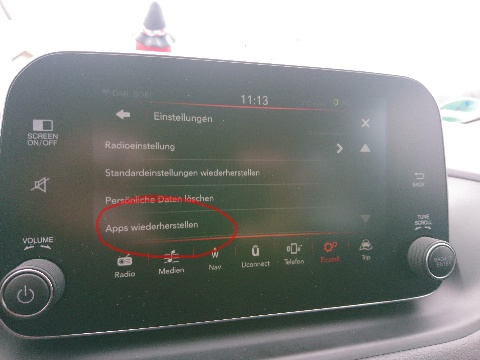 11:13
Einstellungen
SCREEN
ON/OFF
Radioeinstellung
Standardeinstellungen wiederherstellen
BACK
Persönliche Daten löschen
Apps wiederherstellen
TUNE
SCROLL
VOLUME
Radio
Medien
Nav
Uconnect
Telefon
Einstell.
Trip